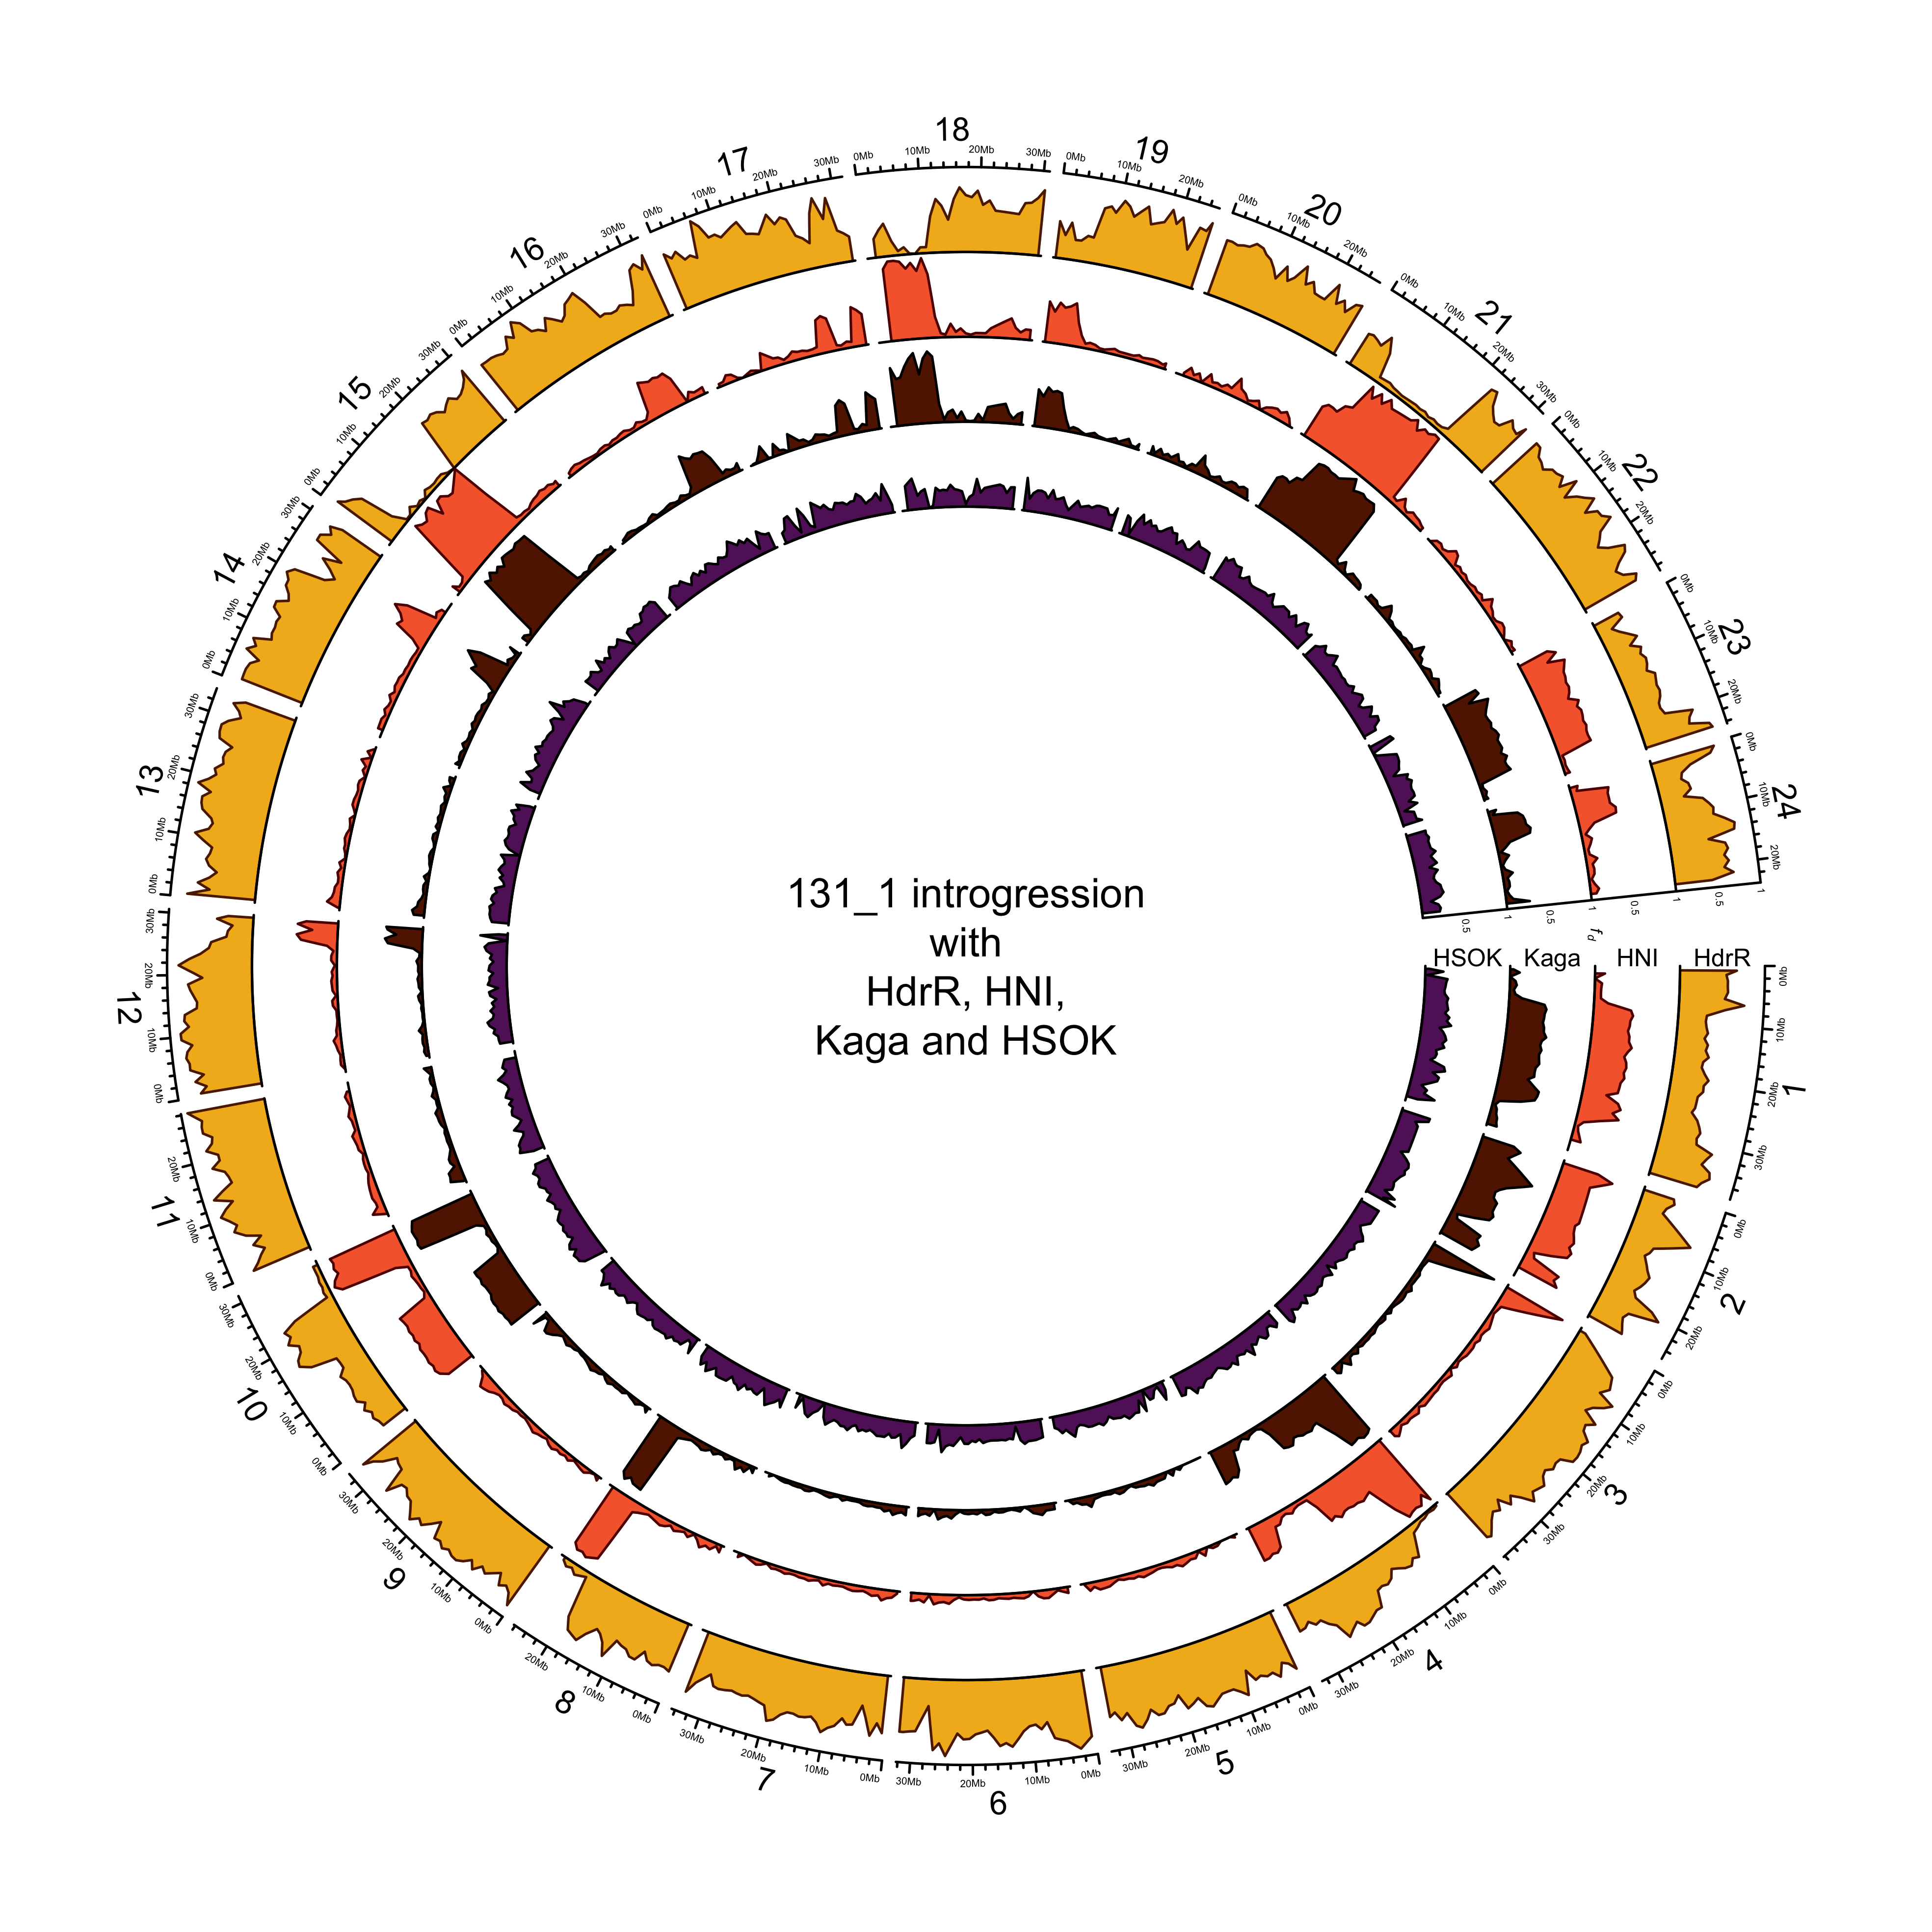 131_1 introgression
with
HdrR, HNI,
Kaga and HSOK
HSOK Kaga HNI HdrR
0.5 1 0.5 1 0.5 1 0.5 1
fd
1
0Mb 10Mb 20Mb 30Mb
2
0Mb 10Mb 20Mb
3
0Mb 10Mb 20Mb 30Mb
4
0Mb 10Mb 20Mb 30Mb
5
0Mb 10Mb 20Mb 30Mb
6
0Mb 10Mb 20Mb 30Mb
7
0Mb 10Mb 20Mb 30Mb
8
0Mb 10Mb 20Mb
9
0Mb 10Mb 20Mb 30Mb
10
0Mb 10Mb 20Mb 30Mb
11
0Mb 10Mb 20Mb
12
0Mb 10Mb 20Mb 30Mb
13
0Mb 10Mb 20Mb 30Mb
14
0Mb 10Mb 20Mb 30Mb
15
0Mb 10Mb 20Mb 30Mb
16
0Mb 10Mb 20Mb 30Mb
17
0Mb 10Mb 20Mb 30Mb
18
0Mb 10Mb 20Mb 30Mb
19
0Mb 10Mb 20Mb
20
0Mb 10Mb 20Mb
21
0Mb 10Mb 20Mb 30Mb
22
0Mb 10Mb 20Mb
23
0Mb 10Mb 20Mb
24
0Mb 10Mb 20Mb